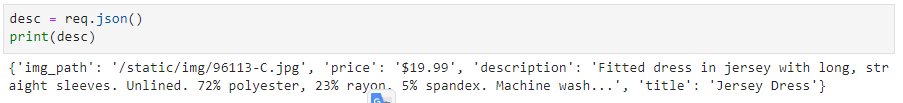 desc = req.json()
print(desc)
{'img_path': '/static/img/96113-C.jpg', 'price': '$19.99', 'description': 'Fitted dress in jersey with long, str
aight sleeves. Unlined. 72% polyester, 23% rayon. 5% spandex. Machine wash...', 'title': 'Jersey Dress'}